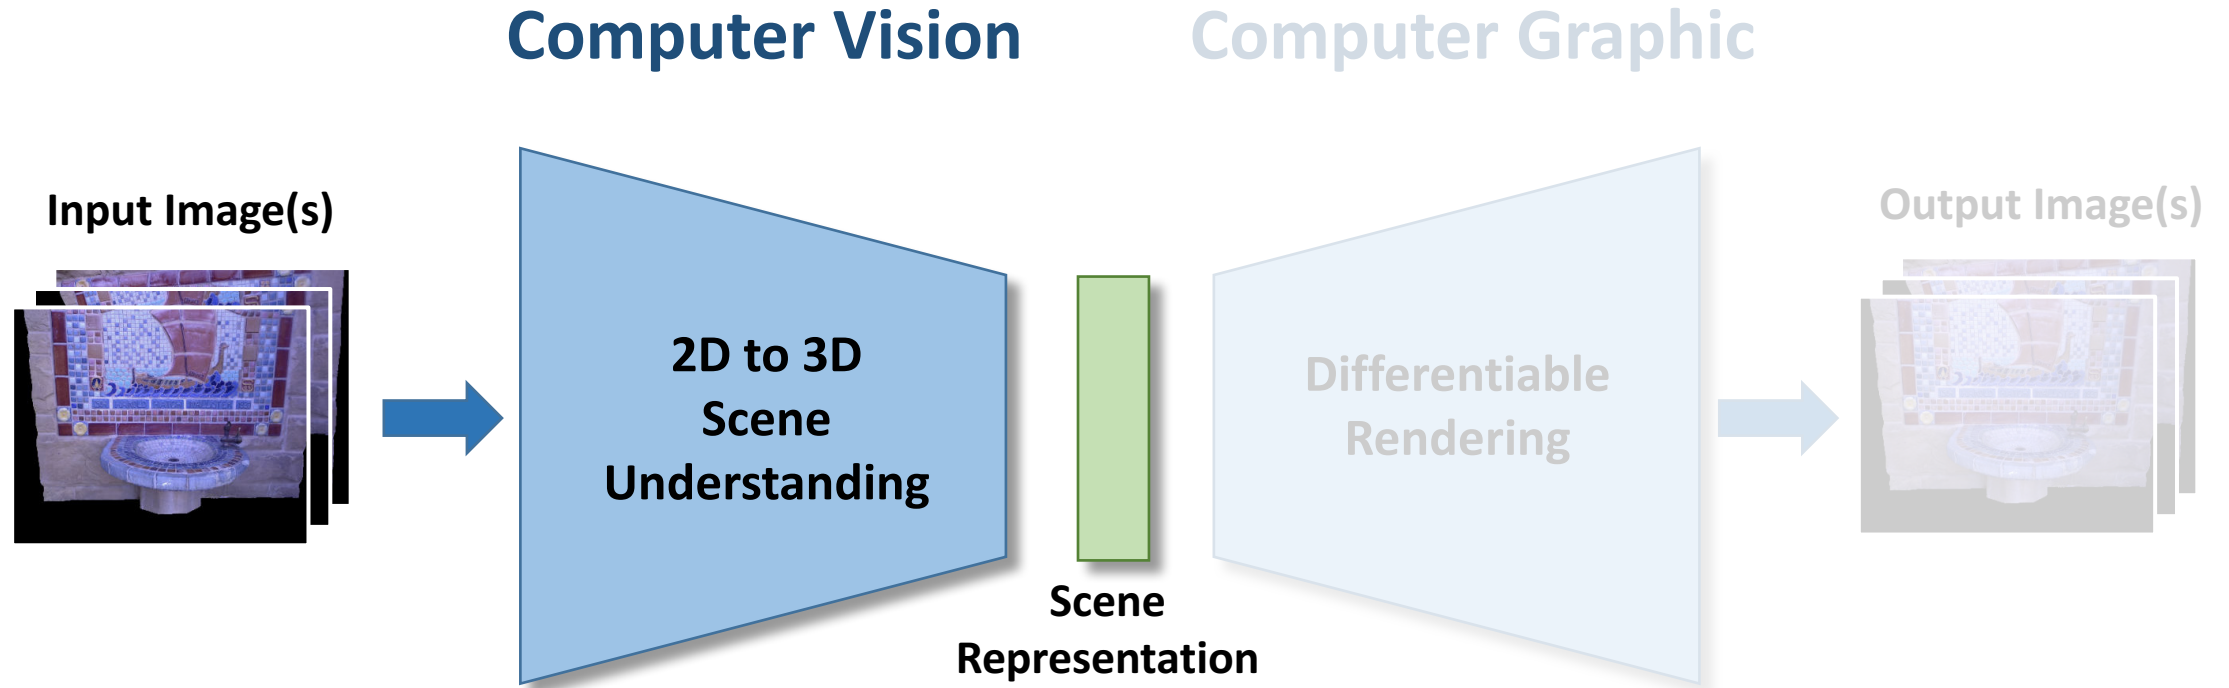 Computer Vision
Computer Graphic
Input Image(s)
Output Image(s)
2D to 3D
Scene
Understanding
Differentiable
Rendering
Scene
Representation